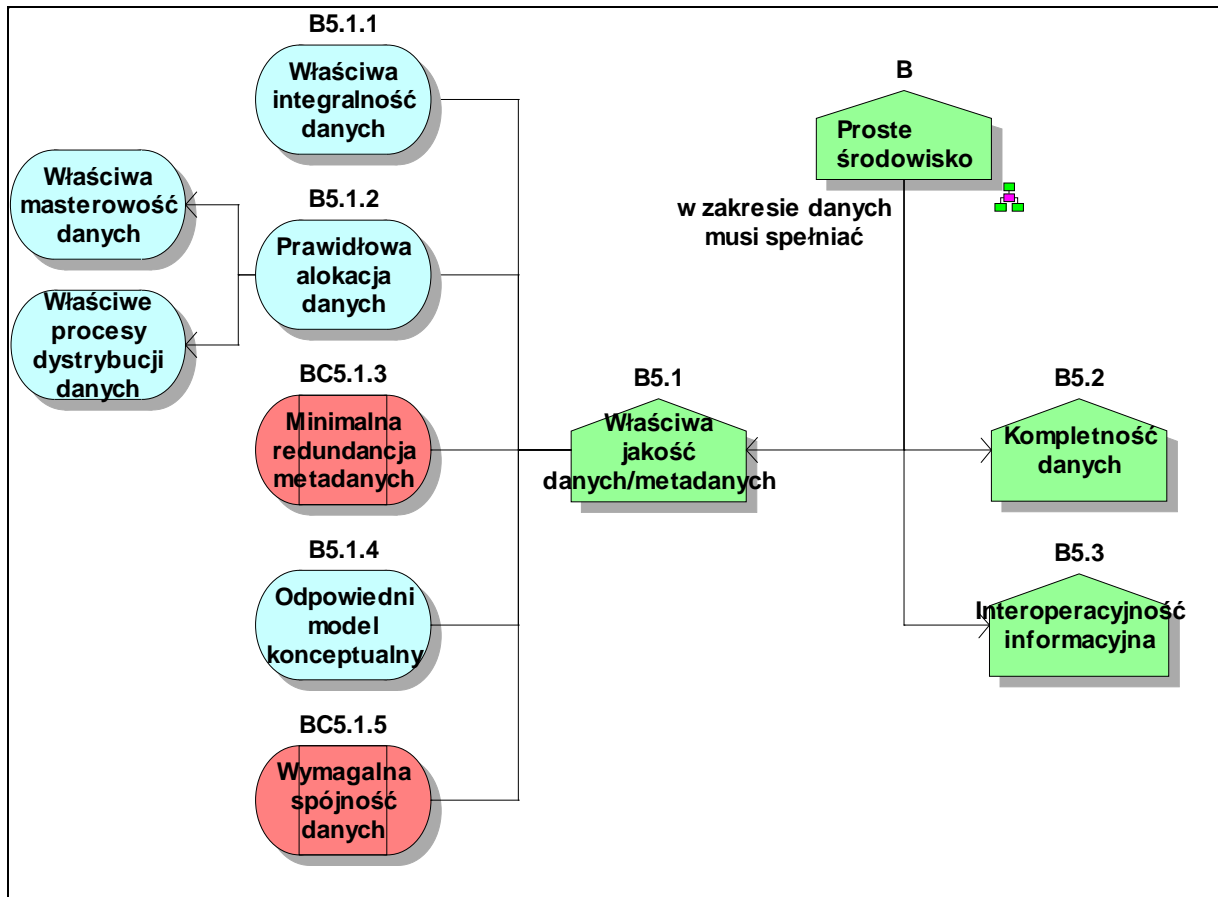 B5.1.1
Właściwa
integralność
danych
B
Proste
środowisko
w zakresie danych
musi spełniać
Właściwa
masterowość
danych
B5.1.2
Prawidłowa
alokacja
danych
Właściwe
procesy
dystrybucji
danych
BC5.1.3
Minimalna
redundancja
metadanych
B5.1
Właściwa
jakość
danych/metadanych
B5.2
Kompletność
danych
B5.1.4
Odpowiedni
model
konceptualny
B5.3
Interoperacyjność
informacyjna
BC5.1.5
Wymagalna
spójność
danych